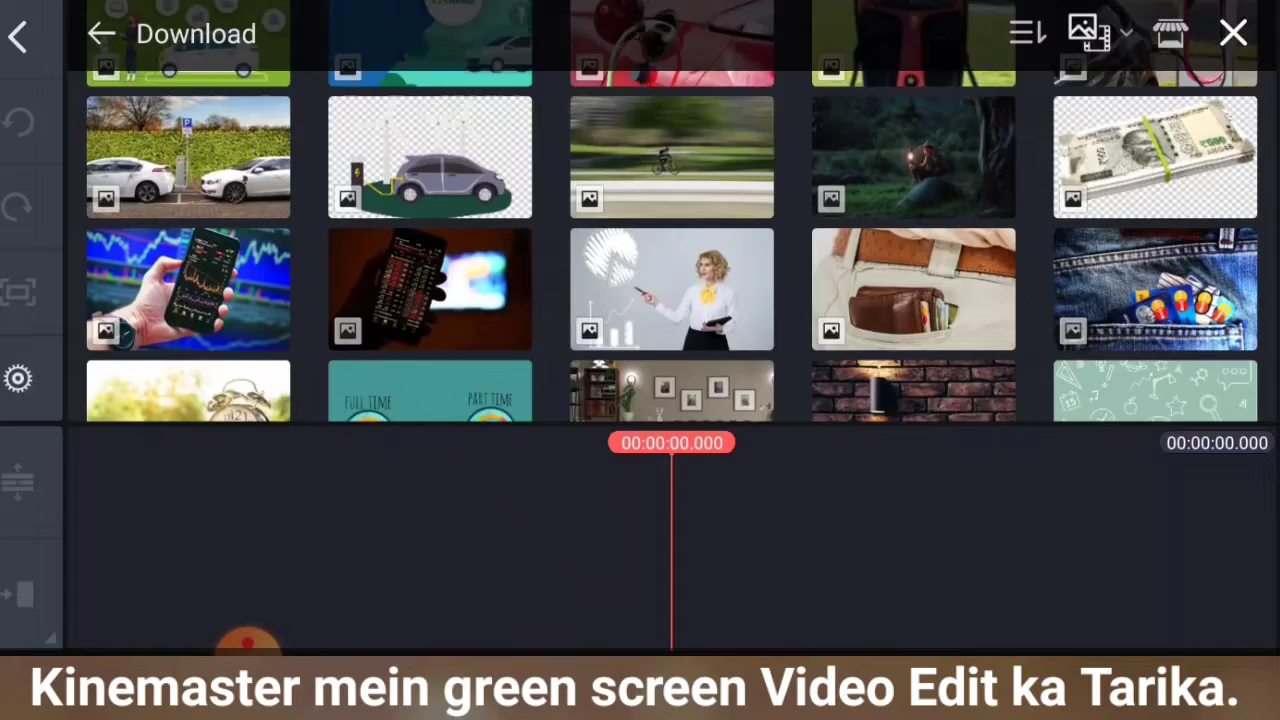 Download
FULL TIME
PART TIME
00:00:00.000
00:00:00.000
Kinemaster mein green screen Video Edit ka Tarika.